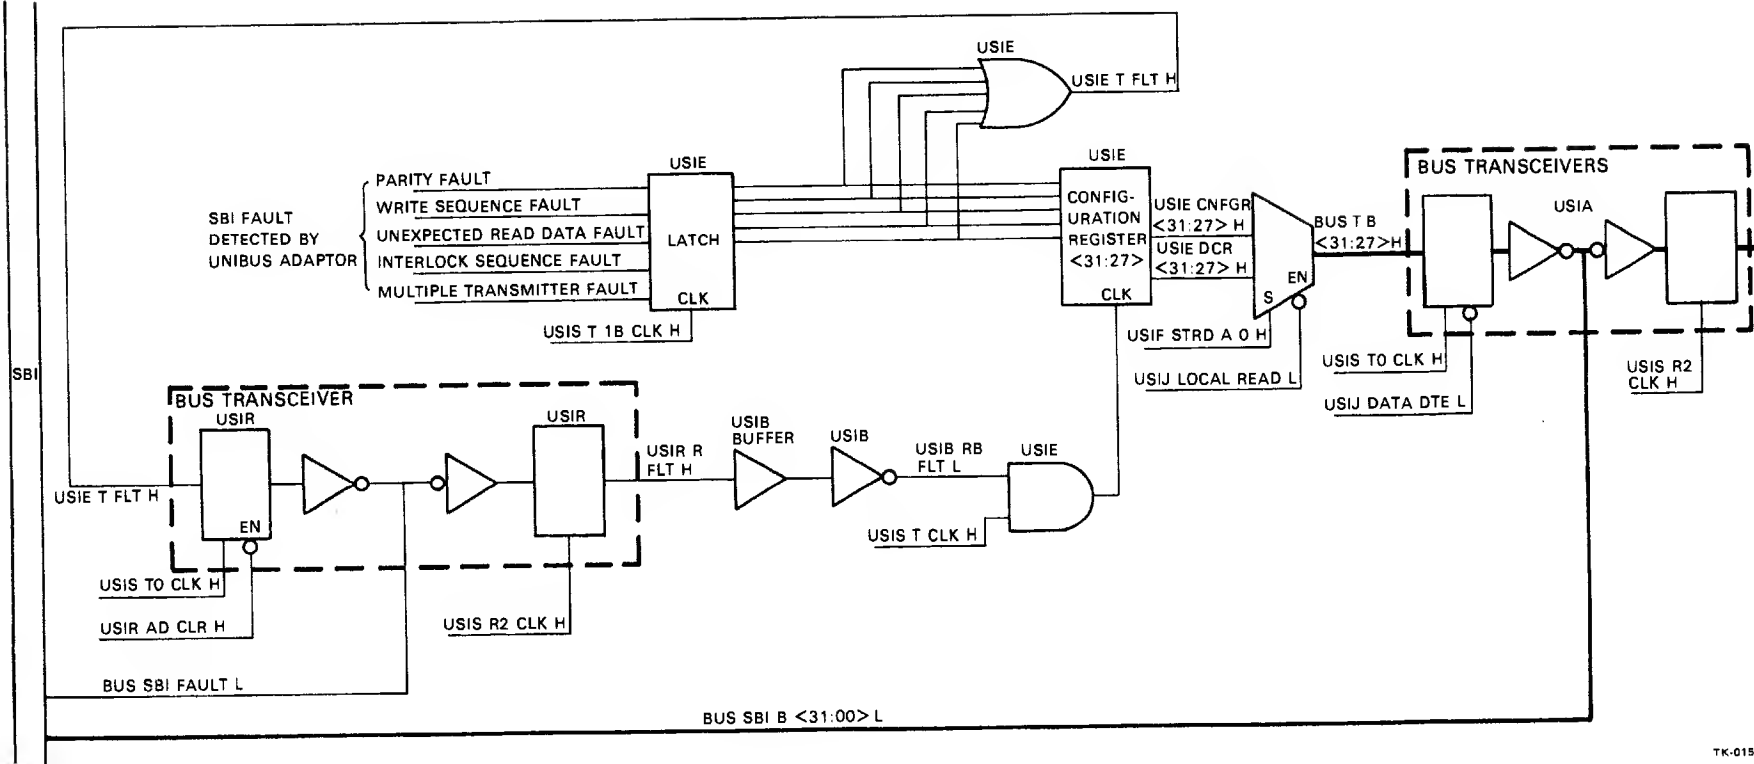 USIE
USIE T FLT H
USIE
USIE
BUS TRANSCEIVERS
SBI FAULT
DETECTED BY
UNIBUS ADAPTOR
PARITY FAULT
WRITE SEQUENCE FAULT
UNEXPECTED READ DATA FAULT
INTERLOCK SEQUENCE FAULT
MULTIPLE TRANSMITTER FAULT
LATCH
CLK
USIS T 1B CLK H
CONFIG-
URATION
REGISTER
<31:27>
CLK
USIE CNFGR
<31:27> H
USIE DCR
<31:27> H
EN
S
BUS T B
<31:27>H
USIA
USIF STRD A 0 H
USIJ LOCAL READ L
USIS T0 CLK H
USIJ DATA DTE L
USIS R2
CLK H
SBI
BUS TRANSCEIVER
USIR
USIR
EN
USIE T FLT H
USIS T0 CLK H
USIR AD CLR H
USIS R2 CLK H
USIR R
FLT H
USIB
BUFFER
USIB
USIB RB
FLT L
USIE
USIS T CLK H
BUS SBI FAULT L
BUS SBI B <31:00> L
TK-015